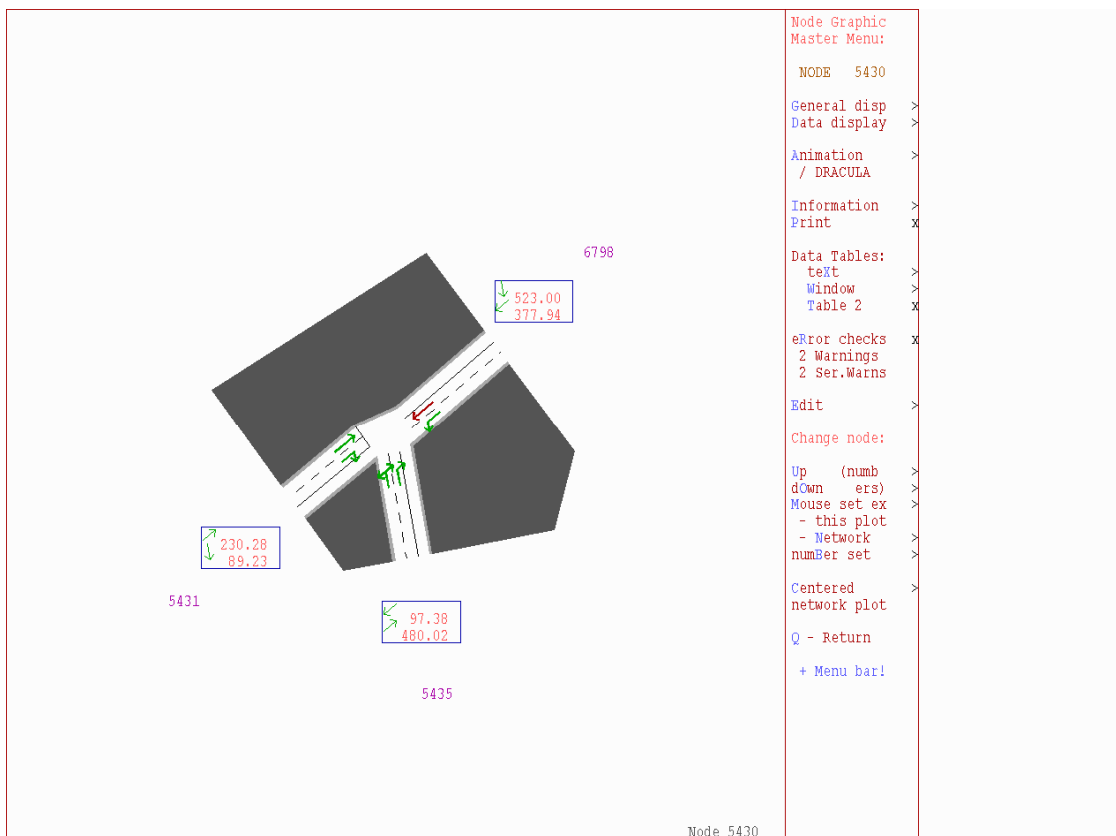 6798
523.00
377.94
230.28
89.23
5431
97.38
480.02
5435
Node 5430
Node Graphic
Master Menu:
NODE 5430
General disp >
Data display >
Animation >
/ DRACULA
Information >
Print x
Data Tables:
teXt >
Window >
Table 2 x
eRror checks x
2 Warnings
2 Ser.Warns
Edit >
Change node:
Up (numb >
dOwn ers) >
Mouse set ex >
- this plot
- Network >
numBer set >
Centered >
network plot
Q - Return
+ Menu bar!